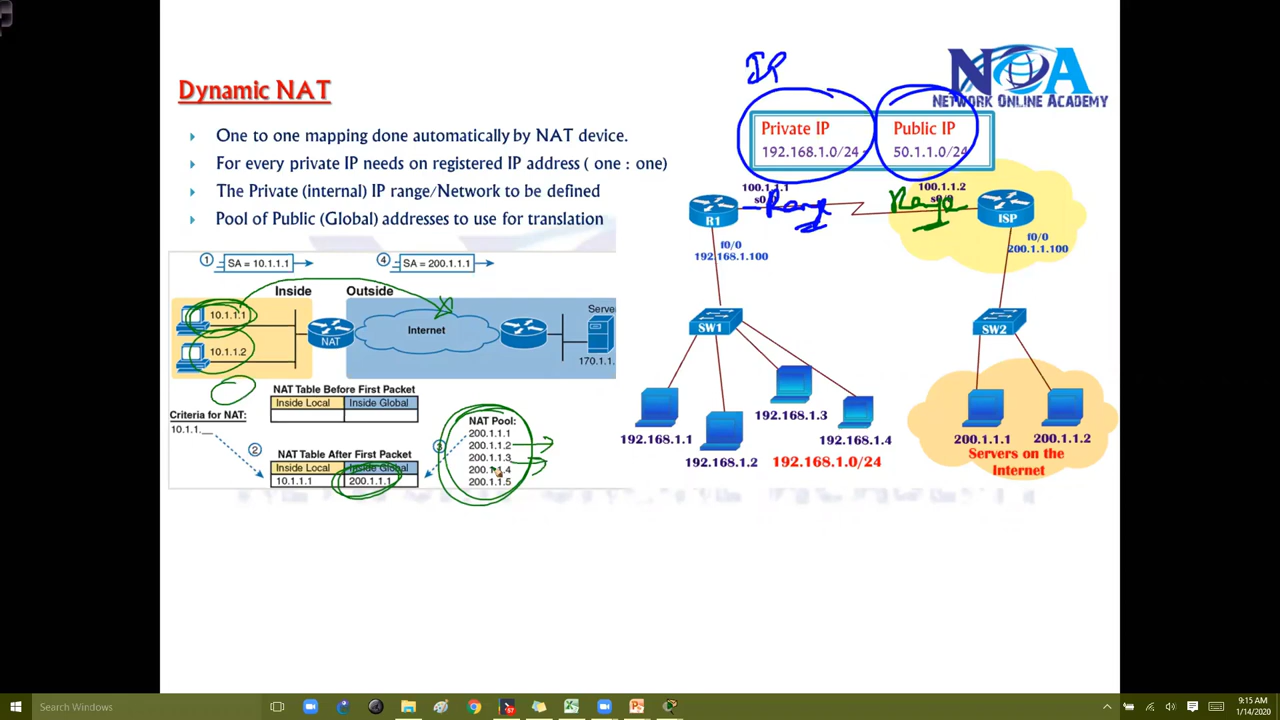 Dynamic NAT
One to one mapping done automatically by NAT device.
For every private IP needs on registered IP address ( one : one)
The Private (internal) IP range/Network to be defined
Pool of Public (Global) addresses to use for translation
IP
NOA
NETWORK ONLINE ACADEMY
Private IP
192.168.1.0/24
Public IP
50.1.1.0/24
100.1.1.1
100.1.1.2
Range
Range
R1
ISP
f0/0
192.168.1.100
f0/0
200.1.1.100
SW1
SW2
192.168.1.1
192.168.1.2
192.168.1.3
192.168.1.4
192.168.1.0/24
200.1.1.1
200.1.1.2
Servers on the
Internet
1
SA = 10.1.1.1
4
SA = 200.1.1.1
Inside
Outside
10.1.1.1
10.1.1.2
NAT
Internet
Serve
170.1.1.
NAT Table Before First Packet
Inside Local
Inside Global
Criteria for NAT:
10.1.1.__
2
NAT Table After First Packet
Inside Local
Inside Global
10.1.1.1
200.1.1.1
3
NAT Pool:
200.1.1.1
200.1.1.2
200.1.1.3
200.1.1.4
200.1.1.5
Search Windows
9:15 AM
1/14/2020